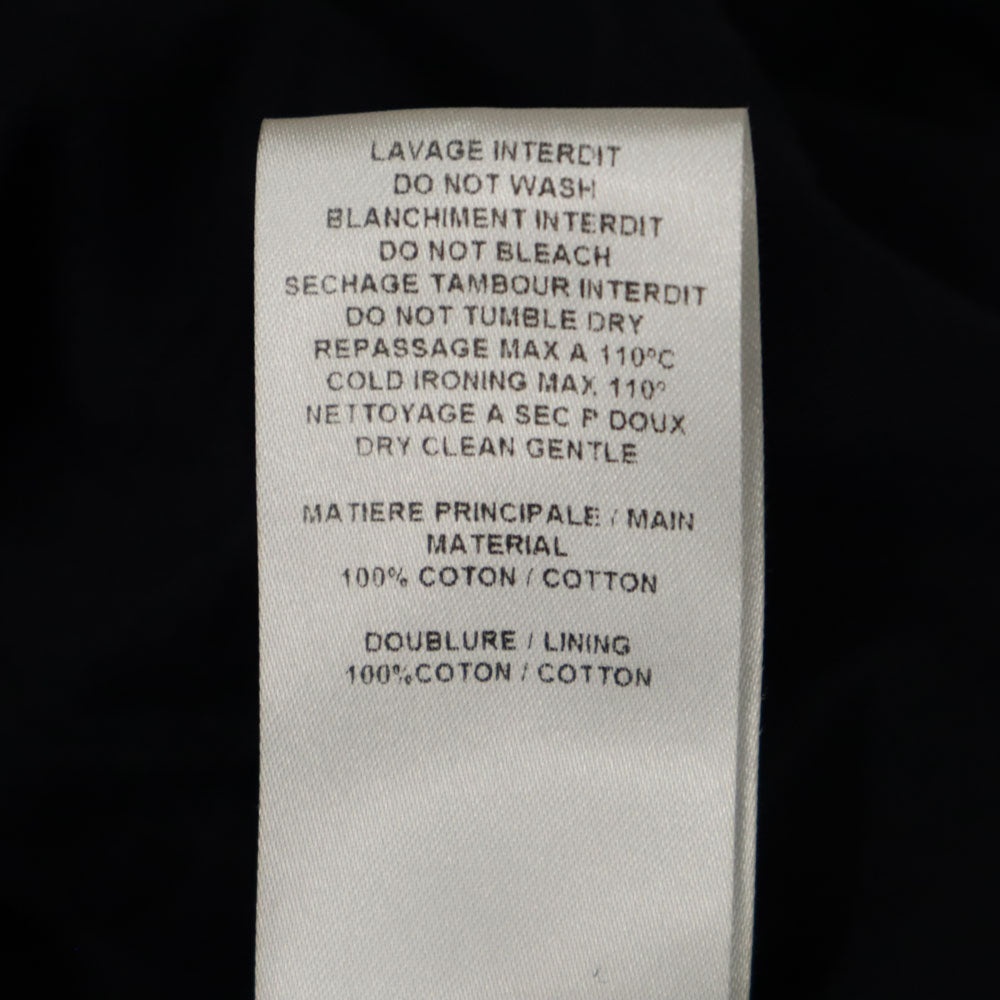 LAVAGE INTERDIT
DO NOT WASH
BLANCHIMENT INTERDIT
DO NOT BLEACH
SECHAGE TAMBOUR INTERDIT
DO NOT TUMBLE DRY
REPASSAGE MAX A 110°C
COLD IRONING MAX 110°
NETTOYAGE A SEC P DOUX
DRY CLEAN GENTLE
MATIERE PRINCIPALE / MAIN
MATERIAL
100% COTON / COTTON
DOUBLURE / LINING
100%COTON / COTTON